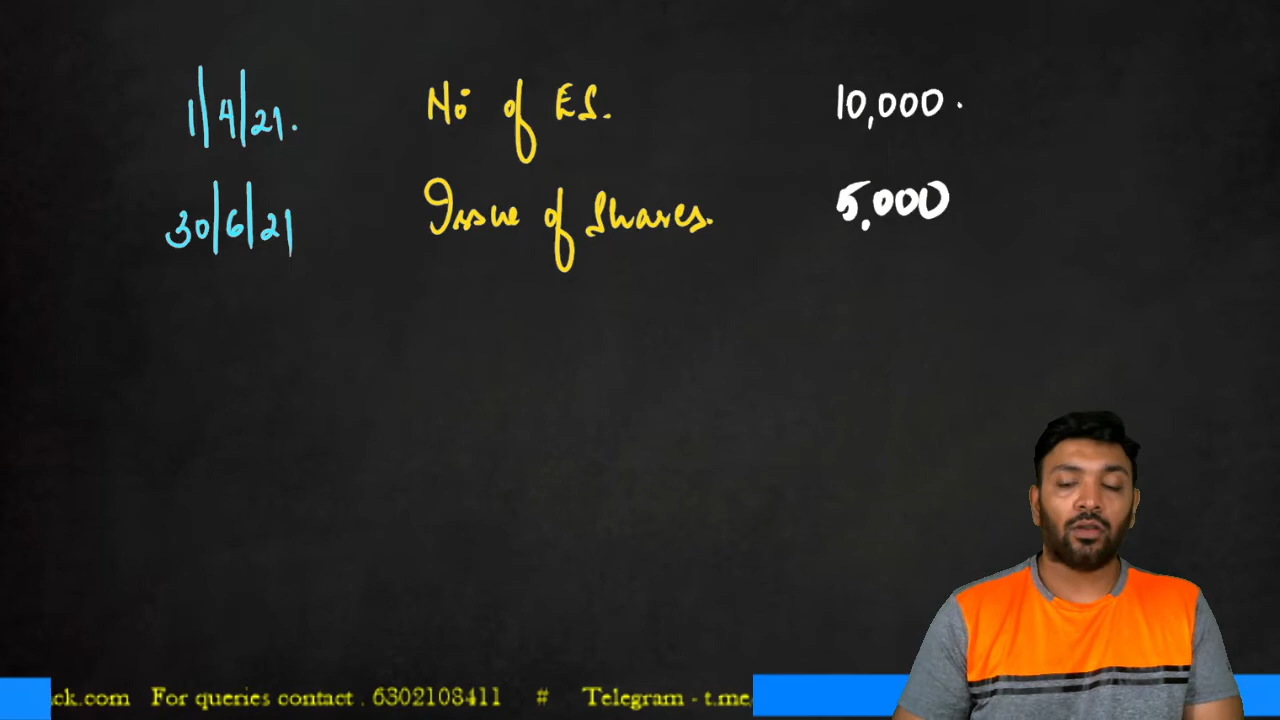 1/4/21. No of ES. 10,000.
30/6/21 Issue of Shares. 5,000
ck.com For queries contact . 6302108411 # Telegram - t.me/